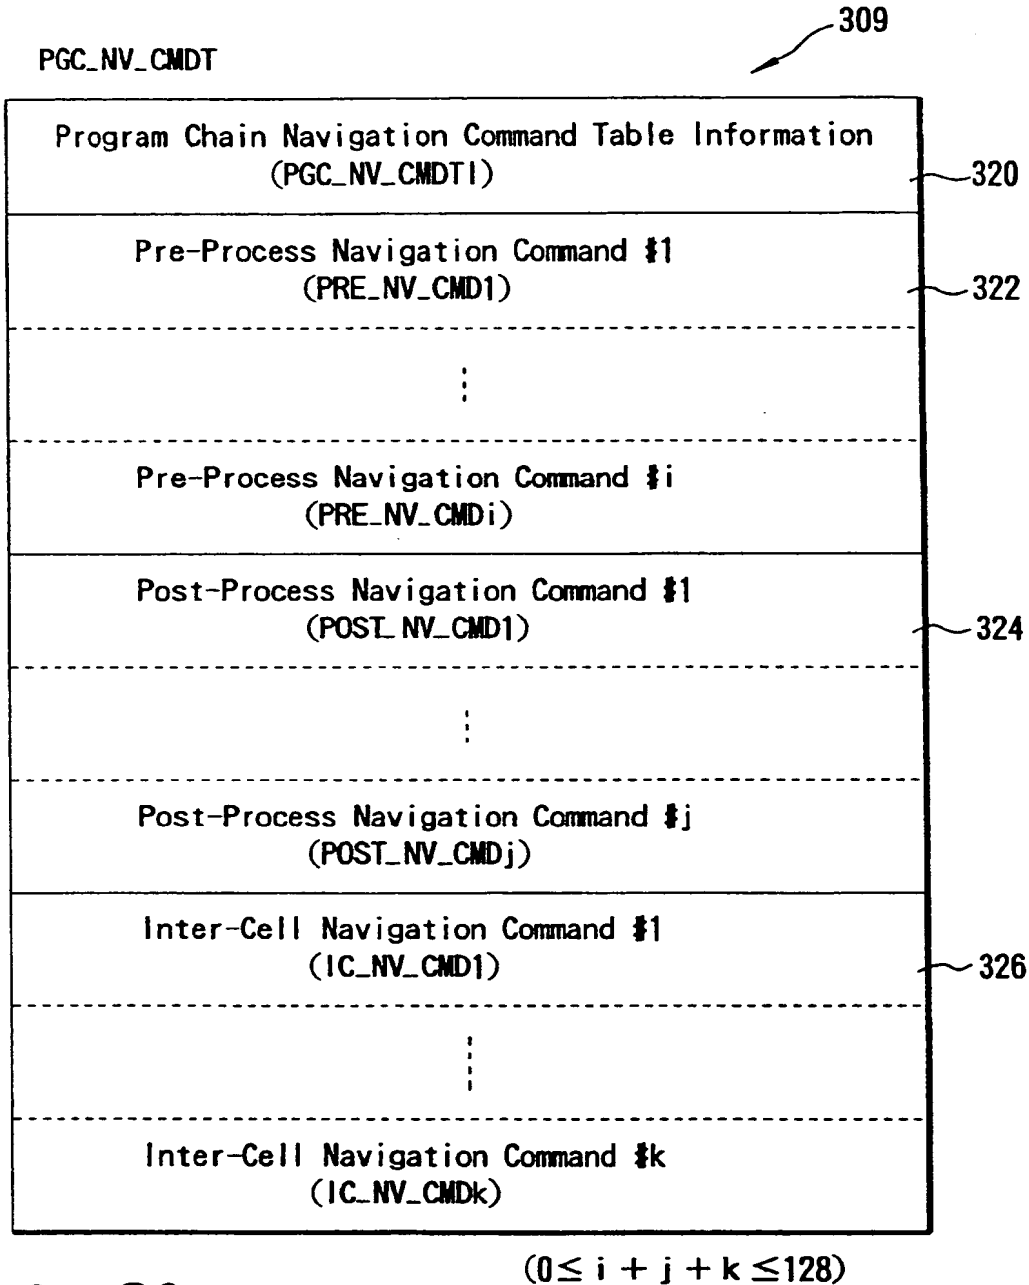 309
PGC_NV_CMDT
Program Chain Navigation Command Table Information
(PGC_NV_CMDTI)
320
Pre-Process Navigation Command #1
(PRE_NV_CMD1)
322
Pre-Process Navigation Command #i
(PRE_NV_CMDi)
Post-Process Navigation Command #1
(POST_NV_CMD1)
324
Post-Process Navigation Command #j
(POST_NV_CMDj)
Inter-Cell Navigation Command #1
(IC_NV_CMD1)
326
Inter-Cell Navigation Command #k
(IC_NV_CMDk)
(0≤ i + j + k ≤128)